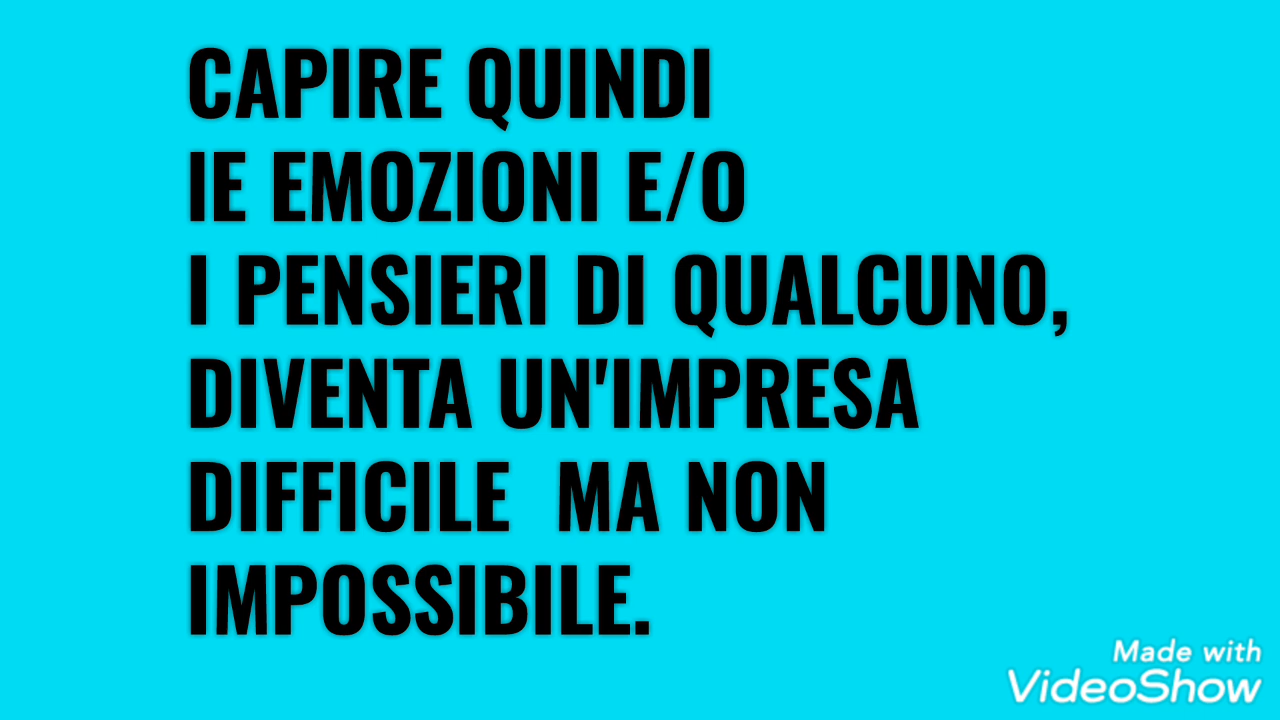 CAPIRE QUINDI
IE EMOZIONI E/O
I PENSIERI DI QUALCUNO,
DIVENTA UN'IMPRESA
DIFFICILE  MA NON
IMPOSSIBILE.
Made with
VideoShow